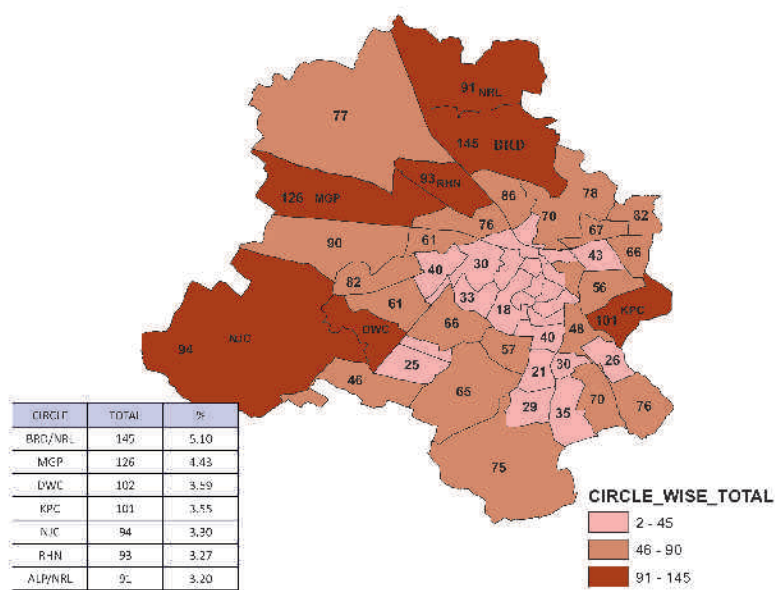 91 NRL
77
145 BRD
93 RHN
126 MGP
86
78
70
82
76
67
61
90
43
66
40
30
82
56
61
33
18
KPC
101
DWC
66
48
40
NJC
94
57
30
26
25
21
46
65
70
76
29
35
75
CIRCLE TOTAL %
BRD/NRL 145 5.10
MGP 126 4.43
DWC 102 3.59
KPC 101 3.55
NJC 94 3.30
RHN 93 3.27
ALP/NRL 91 3.20
CIRCLE_WISE_TOTAL
2 - 45
46 - 90
91 - 145